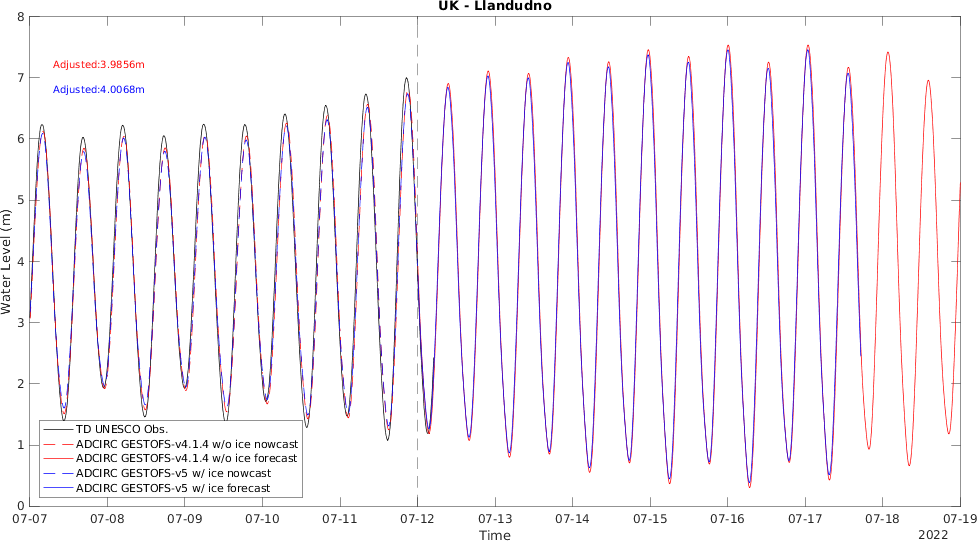 UK - Llandudno
8
7
6
5
4
3
2
1
0
Water Level (m)
Adjusted:3.9856m
Adjusted:4.0068m
TD UNESCO Obs.
ADCIRC GESTOFS-v4.1.4 w/o ice nowcast
ADCIRC GESTOFS-v4.1.4 w/o ice forecast
ADCIRC GESTOFS-v5 w/ ice nowcast
ADCIRC GESTOFS-v5 w/ ice forecast
07-07 07-08 07-09 07-10 07-11 07-12 07-13 07-14 07-15 07-16 07-17 07-18 07-19
Time
2022